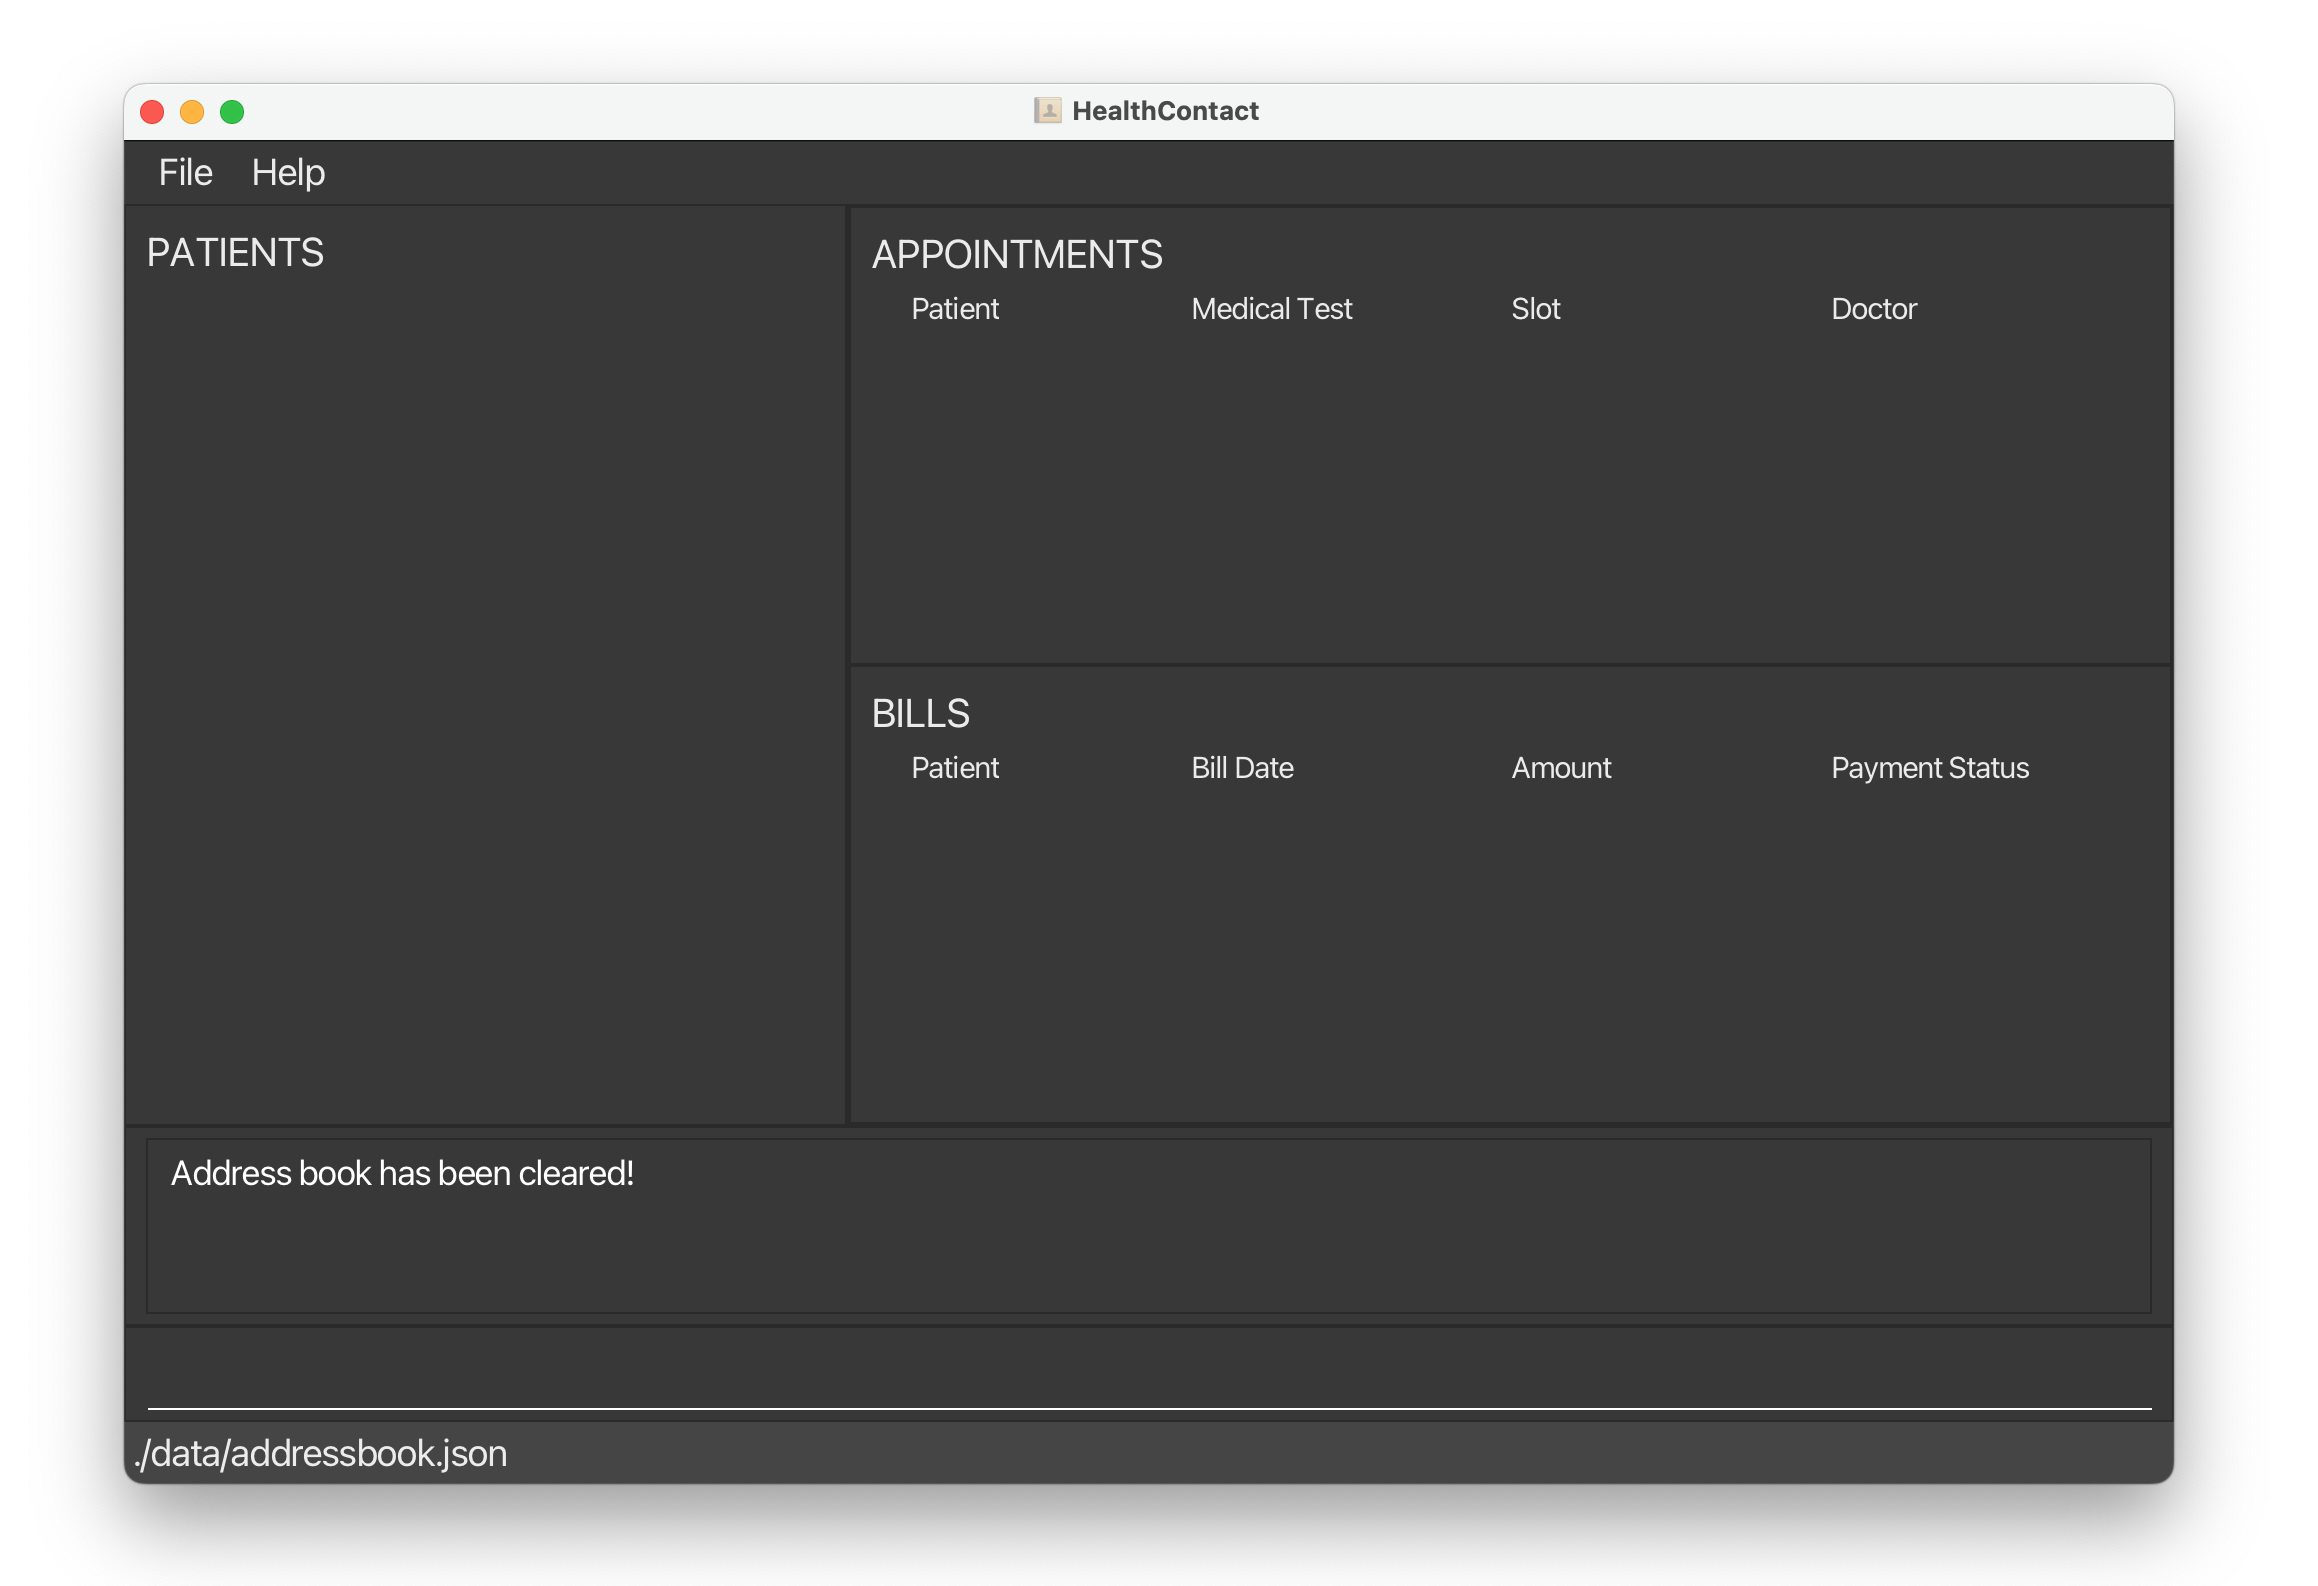 HealthContact
File Help
PATIENTS
APPOINTMENTS
Patient Medical Test Slot Doctor
BILLS
Patient Bill Date Amount Payment Status
Address book has been cleared!
./data/addressbook.json